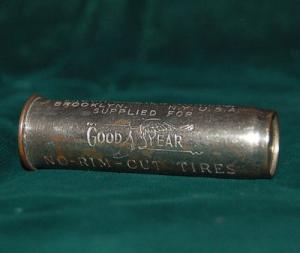 BROOKLYN, N.Y. U.S.A.
SUPPLIED FOR
GOOD YEAR
NO-RIM-CUT TIRES